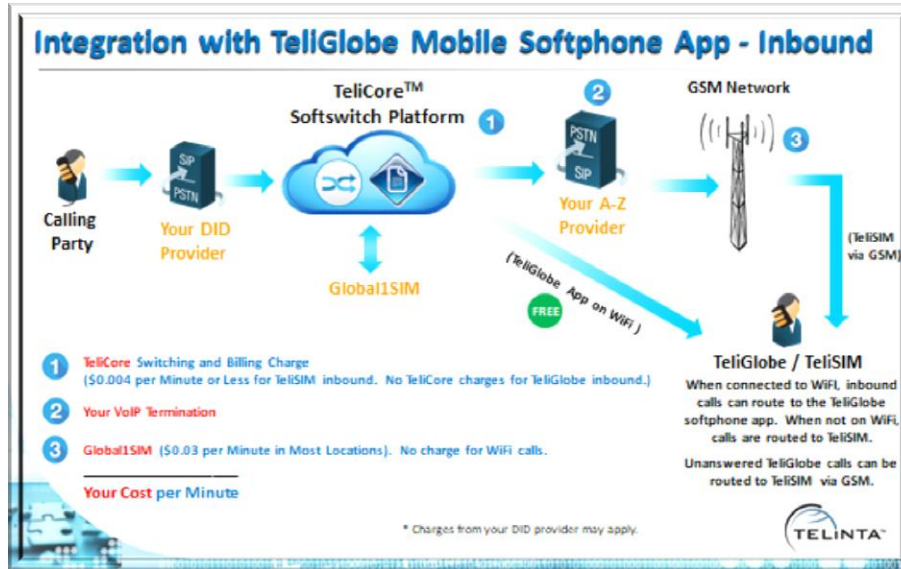 Integration with TeliGlobe Mobile Softphone App - Inbound
TeliCore™
Softswitch Platform
1
2
GSM Network
3
SIP
PSTN
PSTN
SIP
Calling
Party
Your DID
Provider
Your A-Z
Provider
(TeliSIM
via GSM)
Global1SIM
(TeliGlobe App on WiFi )
FREE
TeliGlobe / TeliSIM
When connected to WiFI, inbound
calls can route to the TeliGlobe
softphone app. When not on WiFi,
calls are routed to TeliSIM.
Unanswered TeliGlobe calls can be
routed to TeliSIM via GSM.
1 TeliCore Switching and Billing Charge
($0.004 per Minute or Less for TeliSIM inbound. No TeliCore charges for TeliGlobe inbound.)
2 Your VoIP Termination
3 Global1SIM ($0.03 per Minute in Most Locations). No charge for WiFi calls.
Your Cost per Minute
* Charges from your DID provider may apply.
TELINTA™